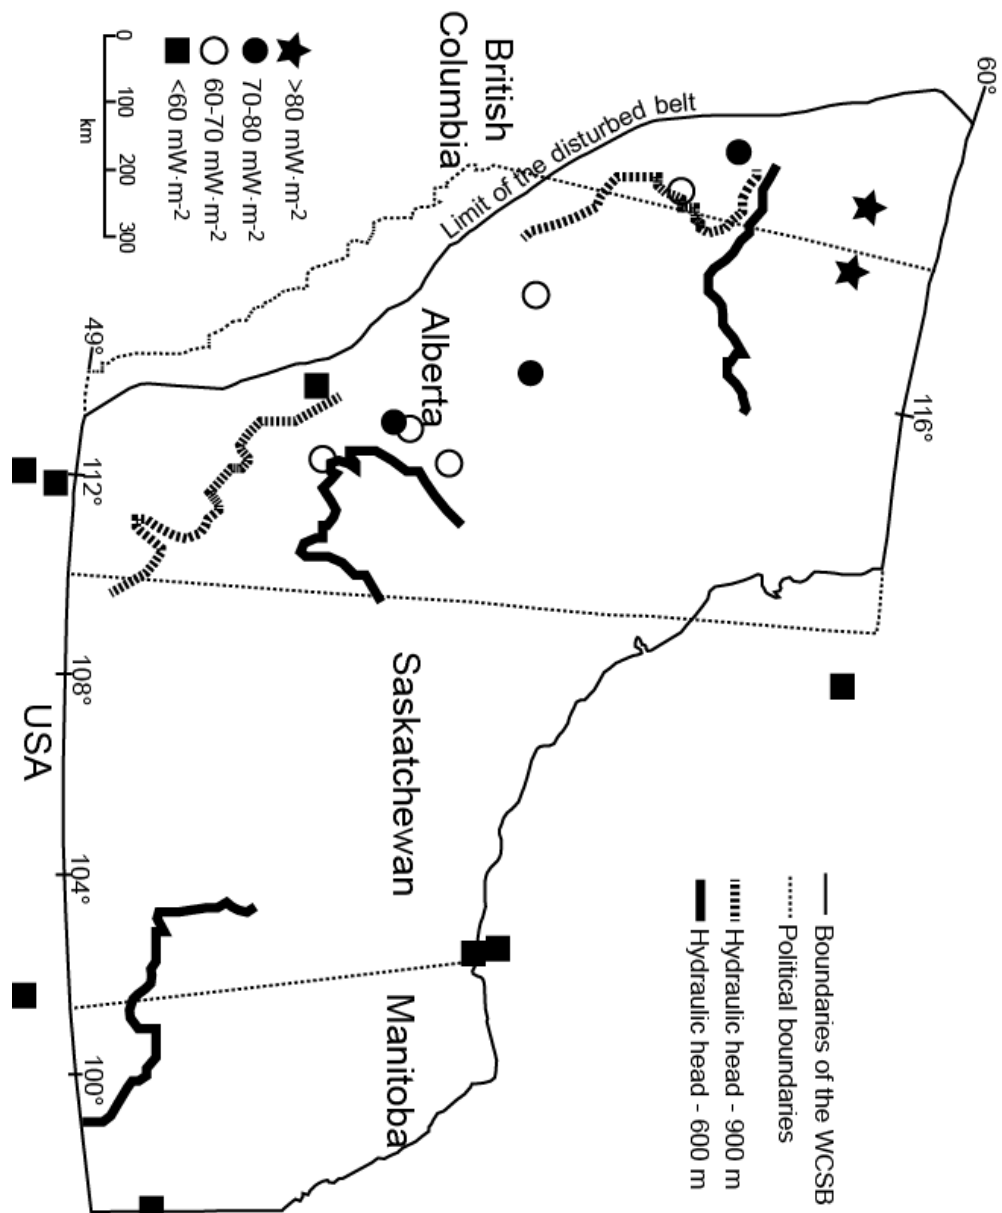 60°
British
Columbia
Limit of the disturbed belt
>80 mW·m-2
70-80 mW·m-2
60-70 mW·m-2
<60 mW·m-2
0
100
200
300
km
49°
Alberta
116°
112°
108°
USA
Saskatchewan
104°
Manitoba
100°
Boundaries of the WCSB
Political boundaries
Hydraulic head - 900 m
Hydraulic head - 600 m